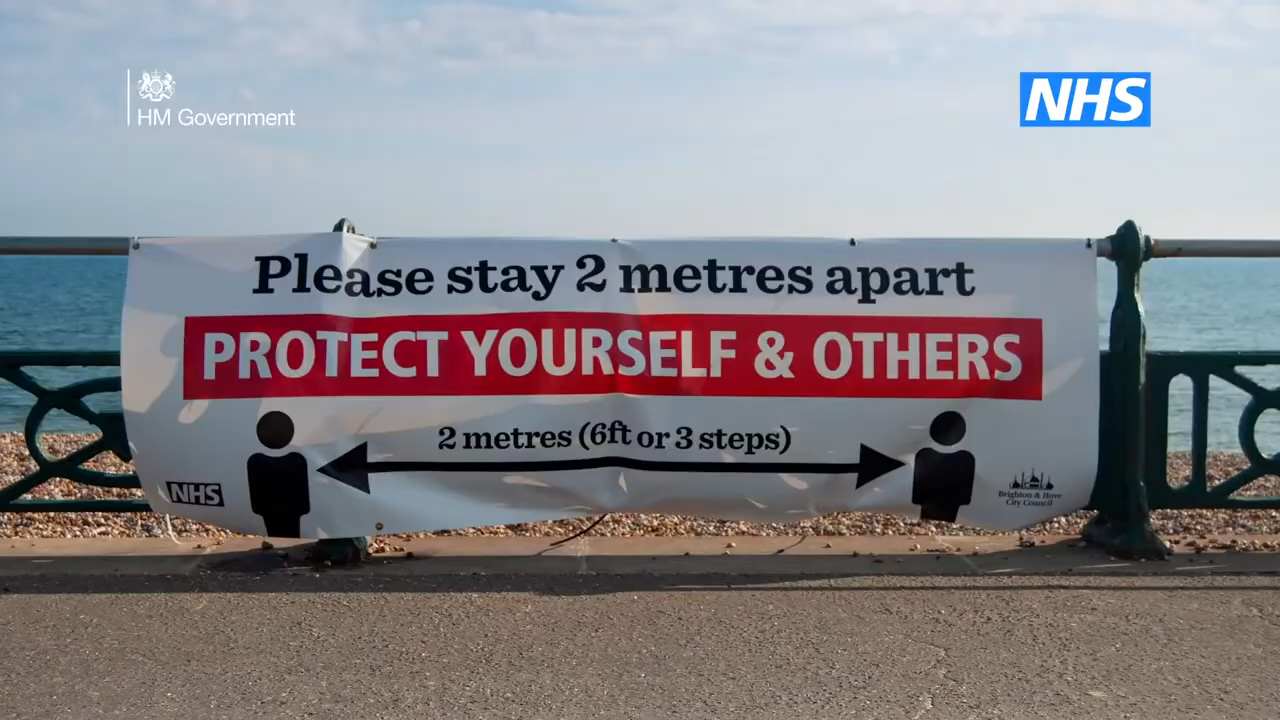 HM Government
NHS
Please stay 2 metres apart
PROTECT YOURSELF & OTHERS
2 metres (6ft or 3 steps)
NHS
Brighton & Hove
City Council